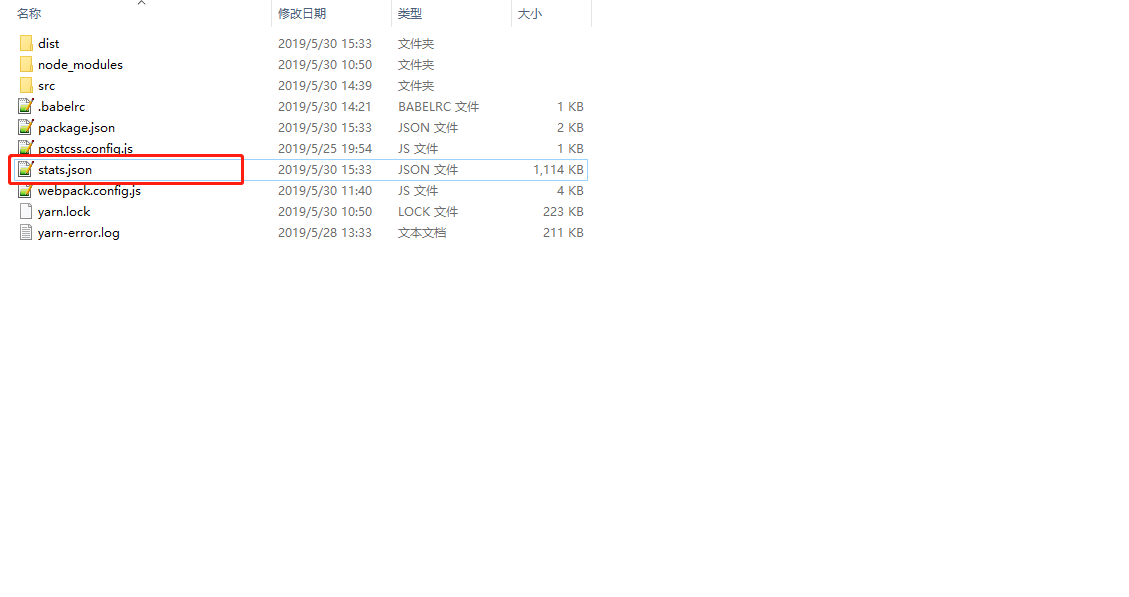 名称 修改日期 类型 大小
dist 2019/5/30 15:33 文件夹
node_modules 2019/5/30 10:50 文件夹
src 2019/5/30 14:39 文件夹
.babelrc 2019/5/30 14:21 BABELRC 文件 1 KB
package.json 2019/5/30 15:33 JSON 文件 2 KB
postcss.config.js 2019/5/25 19:54 JS 文件 1 KB
stats.json 2019/5/30 15:33 JSON 文件 1,114 KB
webpack.config.js 2019/5/30 11:40 JS 文件 4 KB
yarn.lock 2019/5/30 10:50 LOCK 文件 223 KB
yarn-error.log 2019/5/28 13:33 文本文档 211 KB